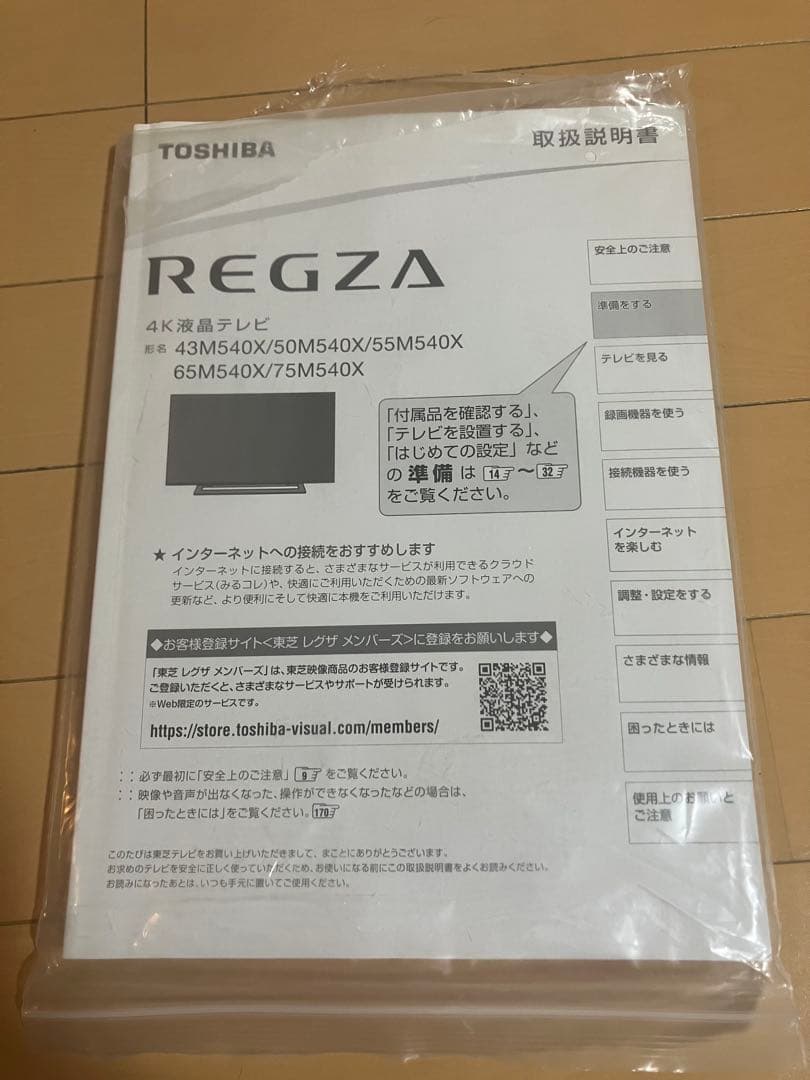 TOSHIBA
取扱説明書
REGZA
4K液晶テレビ
形名 43M540X/50M540X/55M540X
65M540X/75M540X
「付属品を確認する」、
「テレビを設置する」、
「はじめての設定」など
の 準備 は 14 ～ 32
をご覧ください。
安全上のご注意
準備をする
テレビを見る
録画機器を使う
接続機器を使う
インターネット
を楽しむ
調整・設定をする
さまざまな情報
困ったときには
使用上のお願いと
ご注意
★ インターネットへの接続をおすすめします
インターネットに接続すると、さまざまなサービスが利用できるクラウド
サービス(みるコレ)や、快適にご利用いただくための最新ソフトウェアへの
更新など、より便利にそして快適に本機をご利用いただけます。
◆お客様登録サイト<東芝 レグザ メンバーズ>に登録をお願いします◆
「東芝 レグザ メンバーズ」は、東芝映像商品のお客様登録サイトです。
ご登録いただくと、さまざまなサービスやサポートが受けられます。
※Web限定のサービスです。
https://store.toshiba-visual.com/members/
：：必ず最初に「安全上のご注意」 9 をご覧ください。
：：映像や音声が出なくなった、操作ができなくなったなどの場合は、
「困ったときには」をご覧ください。170
このたびは東芝テレビをお買い上げいただきまして、まことにありがとうございます。
お求めのテレビを安全に正しく使っていただくため、お使いになる前にこの取扱説明書をよくお読みください。
お読みになったあとは、いつも手元に置いてご使用ください。